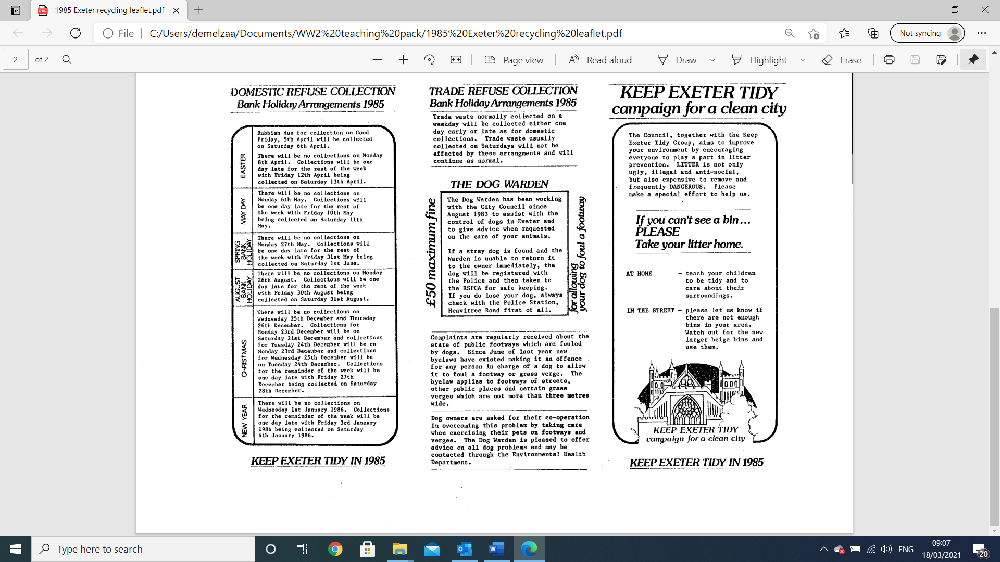 1985 Exeter recycling leaflet.pdf
File
C:/Users/demelzaa/Documents/WW2%20teaching%20pack/1985%20Exeter%20recycling%20leaflet.pdf
Not syncing
2 of 2
Page view
Read aloud
Draw
Highlight
Erase
DOMESTIC REFUSE COLLECTION
Bank Holiday Arrangements 1985
EASTER
Rubbish due for collection on Good
Friday, 5th April will be collected
on Saturday 6th April.
There will be no collections on Monday
8th April. Collections will be one
day late for the rest of the week
with Friday 12th April being
collected on Saturday 13th April.
MAY DAY
There will be no collections on
Monday 6th May. Collections will
be one day late for the rest of
the week with Friday 10th May
being collected on Saturday 11th
May.
SPRING
BANK
HOLIDAY
There will be no collections on
Monday 27th May. Collections will
be one day late for the rest of
the week with Friday 31st May being
collected on Saturday 1st June.
AUGUST
BANK
HOLIDAY
There will be no collections on Monday
26th August. Collections will be one
day late for the rest of the week
with Friday 30th August being
collected on Saturday 31st August.
CHRISTMAS
There will be no collections on
Wednesday 25th December and Thursday
26th December. Collections for
Monday 23rd December will be on
Saturday 21st December and collections
for Tuesday 24th December will be on
Monday 23rd December and collections
for Wednesday 25th December will be
on Tuesday 24th December. Collections
for the remainder of the week will be
one day late with Friday 27th
December being collected on Saturday
28th December.
NEW YEAR
There will be no collections on
Wednesday 1st January 1986. Collections
for the remainder of the week will be
one day late with Friday 3rd January
1986 being collected on Saturday
4th January 1986.
KEEP EXETER TIDY IN 1985
TRADE REFUSE COLLECTION
Bank Holiday Arrangements 1985
Trade waste normally collected on a
weekday will be collected either one
day early or late as for domestic
collections. Trade waste usually
collected on Saturdays will not be
affected by these arrangments and will
continue as normal.
THE DOG WARDEN
£50 maximum fine
The Dog Warden has been working
with the City Council since
August 1983 to assist with the
control of dogs in Exeter and
to give advice when requested
on the care of your animals.
If a stray dog is found and the
Warden is unable to return it
to the owner immediately, the
dog will be registered with
the Police and then taken to
the RSPCA for safe keeping.
If you do lose your dog, always
check with the Police Station,
Heavitree Road first of all.
for allowing
your dog to foul a footway
Complaints are regularly received about the
state of public footways which are fouled
by dogs. Since June of last year new
byelaws have existed making it an offence
for any person in charge of a dog to allow
it to foul a footway or grass verge. The
byelaw applies to footways of streets,
other public places and certain grass
verges which are not more than three metres
wide.
Dog owners are asked for their co-operation
in overcoming this problem by taking care
when exercising their pets on footways and
verges. The Dog Warden is pleased to offer
advice on all dog problems and may be
contacted through the Environmental Health
Department.
KEEP EXETER TIDY
campaign for a clean city
The Council, together with the Keep
Exeter Tidy Group, aims to improve
your environment by encouraging
everyone to play a part in litter
prevention. LITTER is not only
ugly, illegal and anti-social,
but also expensive to remove and
frequently DANGEROUS. Please
make a special effort to help us.
If you can't see a bin...
PLEASE
Take your litter home.
AT HOME - teach your children
to be tidy and to
care about their
surroundings.
IN THE STREET - please let us know if
there are not enough
bins in your area.
Watch out for the new
larger beige bins and
use them.
KEEP EXETER TIDY
campaign for a clean city
KEEP EXETER TIDY IN 1985
Type here to search
ENG
09:07
18/03/2021
20